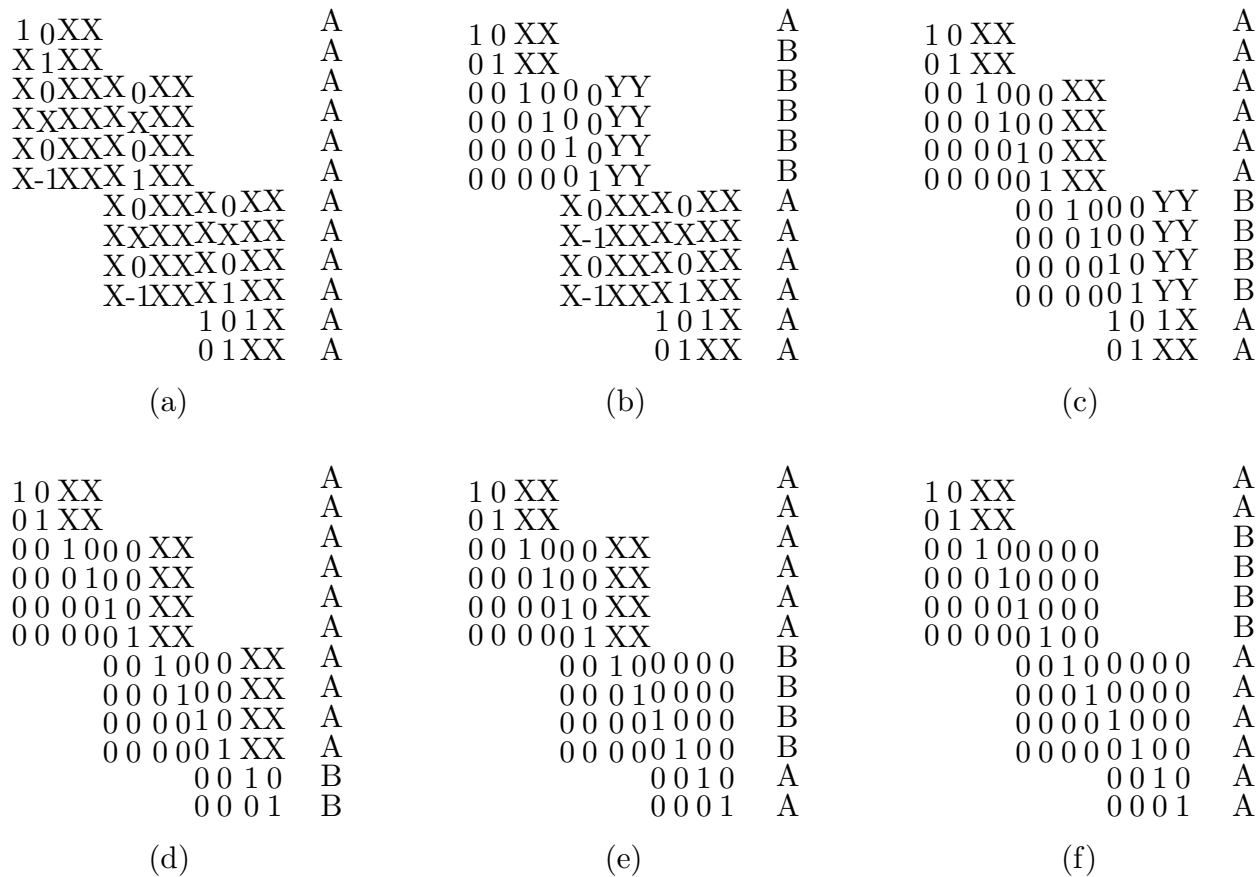 1 0 XX A
X 1 XX A
X 0 XX X 0 XX A
X X XX X X XX A
X 0 XX X 0 XX A
X -1 XX X 1 XX A
X 0 XX X 0 XX A
X X XX X X XX A
X 0 XX X 0 XX A
X -1 XX X 1 XX A
1 0 1 X A
0 1 XX A
(a)
1 0 XX A
0 1 XX B
0 0 1 0 0 0 YY B
0 0 0 1 0 0 YY B
0 0 0 0 1 0 YY B
0 0 0 0 0 1 YY B
X 0 XX X 0 XX A
X -1 XX X X XX A
X 0 XX X 0 XX A
X -1 XX X 1 XX A
1 0 1 X A
0 1 XX A
(b)
1 0 XX A
0 1 XX A
0 0 1 0 0 0 XX A
0 0 0 1 0 0 XX A
0 0 0 0 1 0 XX A
0 0 0 0 0 1 XX A
0 0 1 0 0 0 YY B
0 0 0 1 0 0 YY B
0 0 0 0 1 0 YY B
0 0 0 0 0 1 YY B
1 0 1 X A
0 1 XX A
(c)
1 0 XX A
0 1 XX A
0 0 1 0 0 0 XX A
0 0 0 1 0 0 XX A
0 0 0 0 1 0 XX A
0 0 0 0 0 1 XX A
0 0 1 0 0 0 XX A
0 0 0 1 0 0 XX A
0 0 0 0 1 0 XX A
0 0 0 0 0 1 XX A
0 0 1 0 B
0 0 0 1 B
(d)
1 0 XX A
0 1 XX A
0 0 1 0 0 0 XX A
0 0 0 1 0 0 XX A
0 0 0 0 1 0 XX A
0 0 0 0 0 1 XX A
0 0 1 0 0 0 0 0 B
0 0 0 1 0 0 0 0 B
0 0 0 0 1 0 0 0 B
0 0 0 0 0 1 0 0 B
0 0 1 0 A
0 0 0 1 A
(e)
1 0 XX A
0 1 XX A
0 0 1 0 0 0 0 0 B
0 0 0 1 0 0 0 0 B
0 0 0 0 1 0 0 0 B
0 0 0 0 0 1 0 0 B
0 0 1 0 0 0 0 0 A
0 0 0 1 0 0 0 0 A
0 0 0 0 1 0 0 0 A
0 0 0 0 0 1 0 0 A
0 0 1 0 A
0 0 0 1 A
(f)